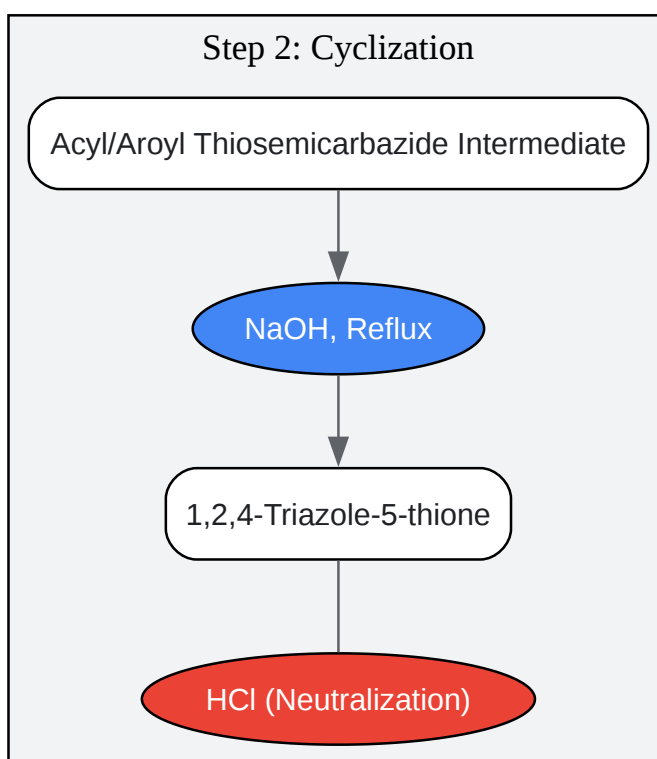 Step 2: Cyclization
Acyl/Aroyl Thiosemicarbazide Intermediate
NaOH, Reflux
1,2,4-Triazole-5-thione
HCl (Neutralization)